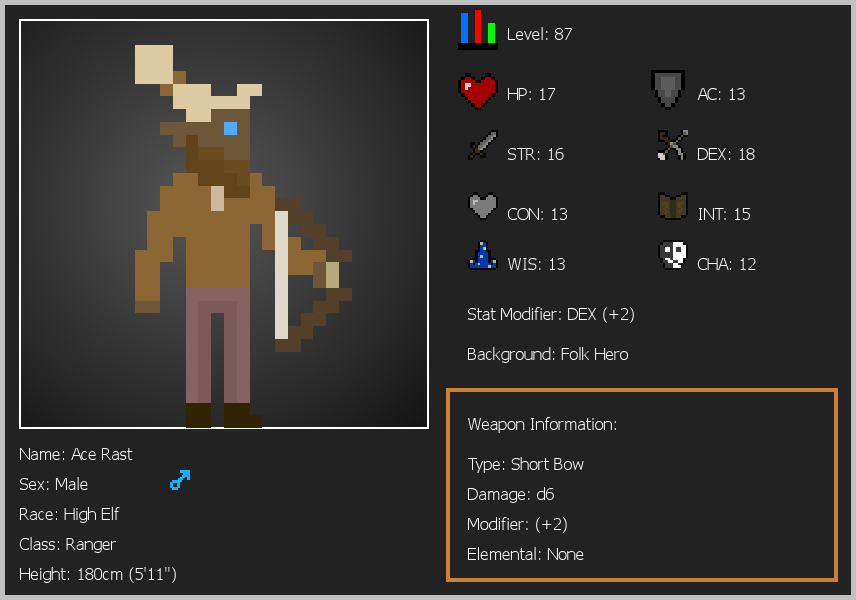 Level: 87
HP: 17
AC: 13
STR: 16
DEX: 18
CON: 13
INT: 15
WIS: 13
CHA: 12
Stat Modifier: DEX (+2)
Background: Folk Hero
Weapon Information:
Type: Short Bow
Damage: d6
Modifier: (+2)
Elemental: None
Name: Ace Rast
Sex: Male
Race: High Elf
Class: Ranger
Height: 180cm (5'11")